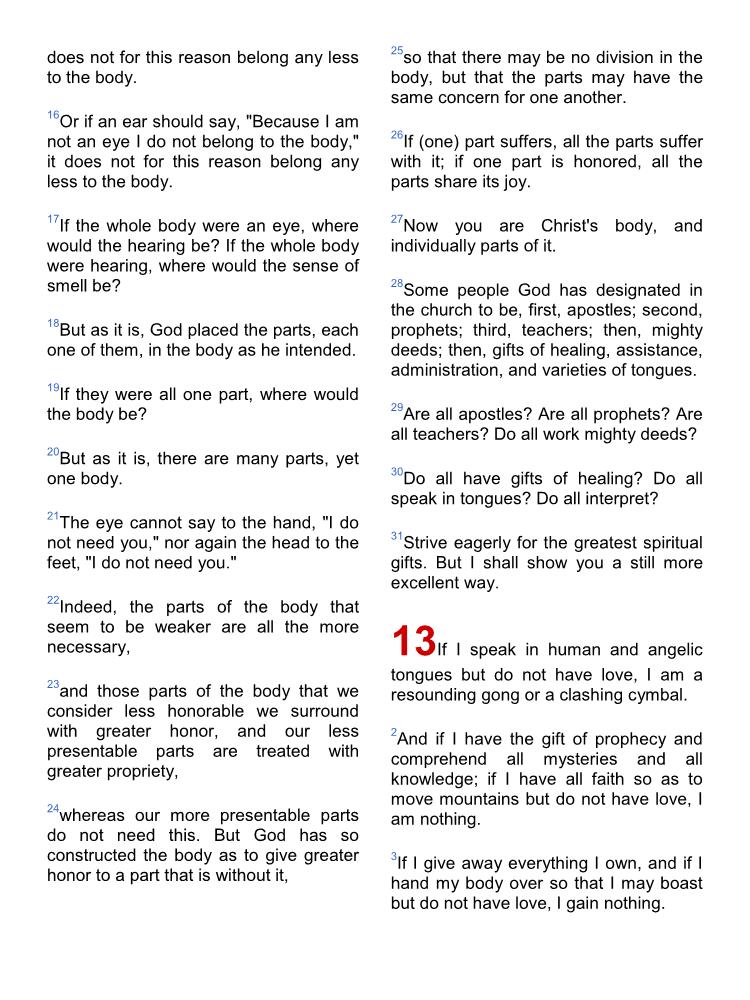 does not for this reason belong any less
to the body.
16Or if an ear should say, "Because I am
not an eye I do not belong to the body,"
it does not for this reason belong any
less to the body.
17If the whole body were an eye, where
would the hearing be? If the whole body
were hearing, where would the sense of
smell be?
18But as it is, God placed the parts, each
one of them, in the body as he intended.
19If they were all one part, where would
the body be?
20But as it is, there are many parts, yet
one body.
21The eye cannot say to the hand, "I do
not need you," nor again the head to the
feet, "I do not need you."
22Indeed, the parts of the body that
seem to be weaker are all the more
necessary,
23and those parts of the body that we
consider less honorable we surround
with greater honor, and our less
presentable parts are treated with
greater propriety,
24whereas our more presentable parts
do not need this. But God has so
constructed the body as to give greater
honor to a part that is without it,
25so that there may be no division in the
body, but that the parts may have the
same concern for one another.
26If (one) part suffers, all the parts suffer
with it; if one part is honored, all the
parts share its joy.
27Now you are Christ's body, and
individually parts of it.
28Some people God has designated in
the church to be, first, apostles; second,
prophets; third, teachers; then, mighty
deeds; then, gifts of healing, assistance,
administration, and varieties of tongues.
29Are all apostles? Are all prophets? Are
all teachers? Do all work mighty deeds?
30Do all have gifts of healing? Do all
speak in tongues? Do all interpret?
31Strive eagerly for the greatest spiritual
gifts. But I shall show you a still more
excellent way.
13If I speak in human and angelic
tongues but do not have love, I am a
resounding gong or a clashing cymbal.
2And if I have the gift of prophecy and
comprehend all mysteries and all
knowledge; if I have all faith so as to
move mountains but do not have love, I
am nothing.
3If I give away everything I own, and if I
hand my body over so that I may boast
but do not have love, I gain nothing.